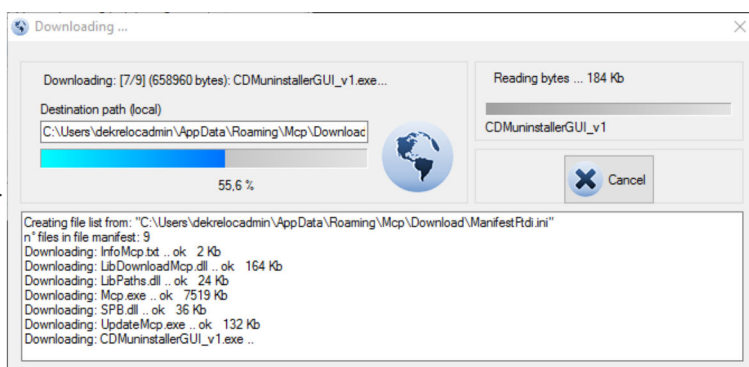 Downloading ...
Downloading: [7/9] (658960 bytes): CDMuninstallerGUI_v1.exe...
Destination path (local)
C:\Users\dekrelocadmin\AppData\Roaming\Mcp\Download
55,6 %
Reading bytes ... 184 Kb
CDMuninstallerGUI_v1
Cancel
Creating file list from: "C:\Users\dekrelocadmin\AppData\Roaming\Mcp\Download\ManifestFtdi.ini"
n° files in file manifest: 9
Downloading: InfoMcp.txt .. ok 2 Kb
Downloading: LibDownloadMcp.dll .. ok 164 Kb
Downloading: LibPaths.dll .. ok 24 Kb
Downloading: Mcp.exe .. ok 7519 Kb
Downloading: SPB.dll .. ok 36 Kb
Downloading: UpdateMcp.exe .. ok 132 Kb
Downloading: CDMuninstallerGUI_v1.exe ..